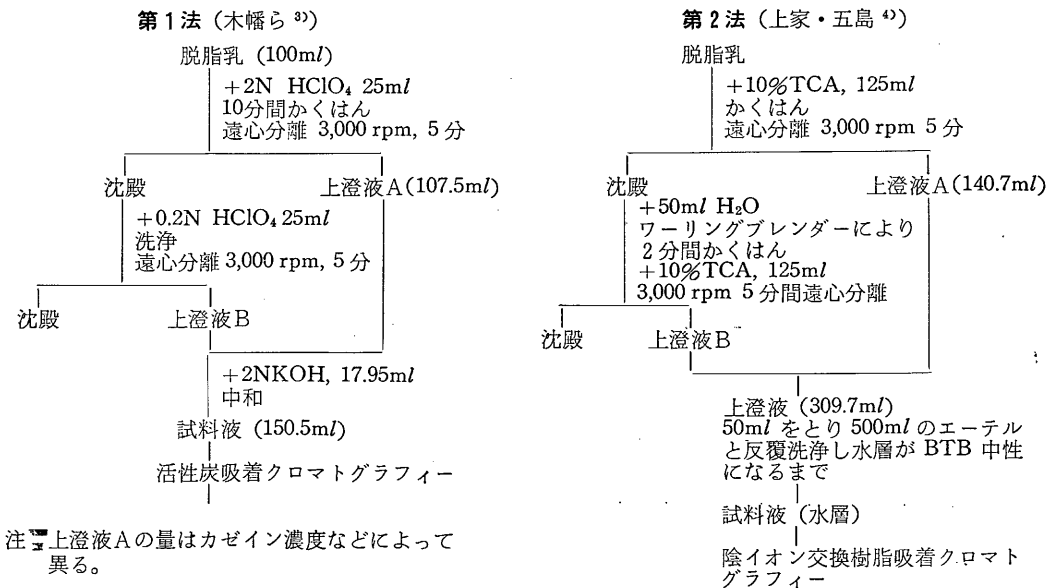 第1法（木幡ら ³⁾）
脱脂乳 (100ml)
+2N HClO₄ 25ml
10分間かくはん
遠心分離 3,000 rpm, 5分
沈殿
上澄液A(107.5ml)
+0.2N HClO₄ 25ml
洗浄
遠心分離 3,000 rpm, 5分
沈殿
上澄液B
+2NKOH, 17.95ml
中和
試料液 (150.5ml)
活性炭吸着クロマトグラフィー
注 上澄液Aの量はカゼイン濃度などによって
異る。
第2法（上家・五島 ⁴⁾）
脱脂乳
+10%TCA, 125ml
かくはん
遠心分離 3,000 rpm 5分
沈殿
上澄液A(140.7ml)
+50ml H₂O
ワーリングブレンダーにより
2分間かくはん
+10%TCA, 125ml
3,000 rpm 5分間遠心分離
沈殿
上澄液B
上澄液 (309.7ml)
50ml をとり 500ml のエーテル
と反覆洗浄し水層が BTB 中性
になるまで
試料液 (水層)
陰イオン交換樹脂吸着クロマト
グラフィー